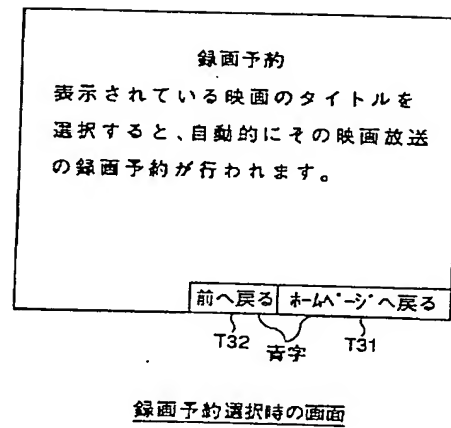 録画予約
表示されている映画のタイトルを
選択すると、自動的にその映画放送
の録画予約が行われます。
前へ戻る ホームページへ戻る
T32 青字 T31
録画予約選択時の画面